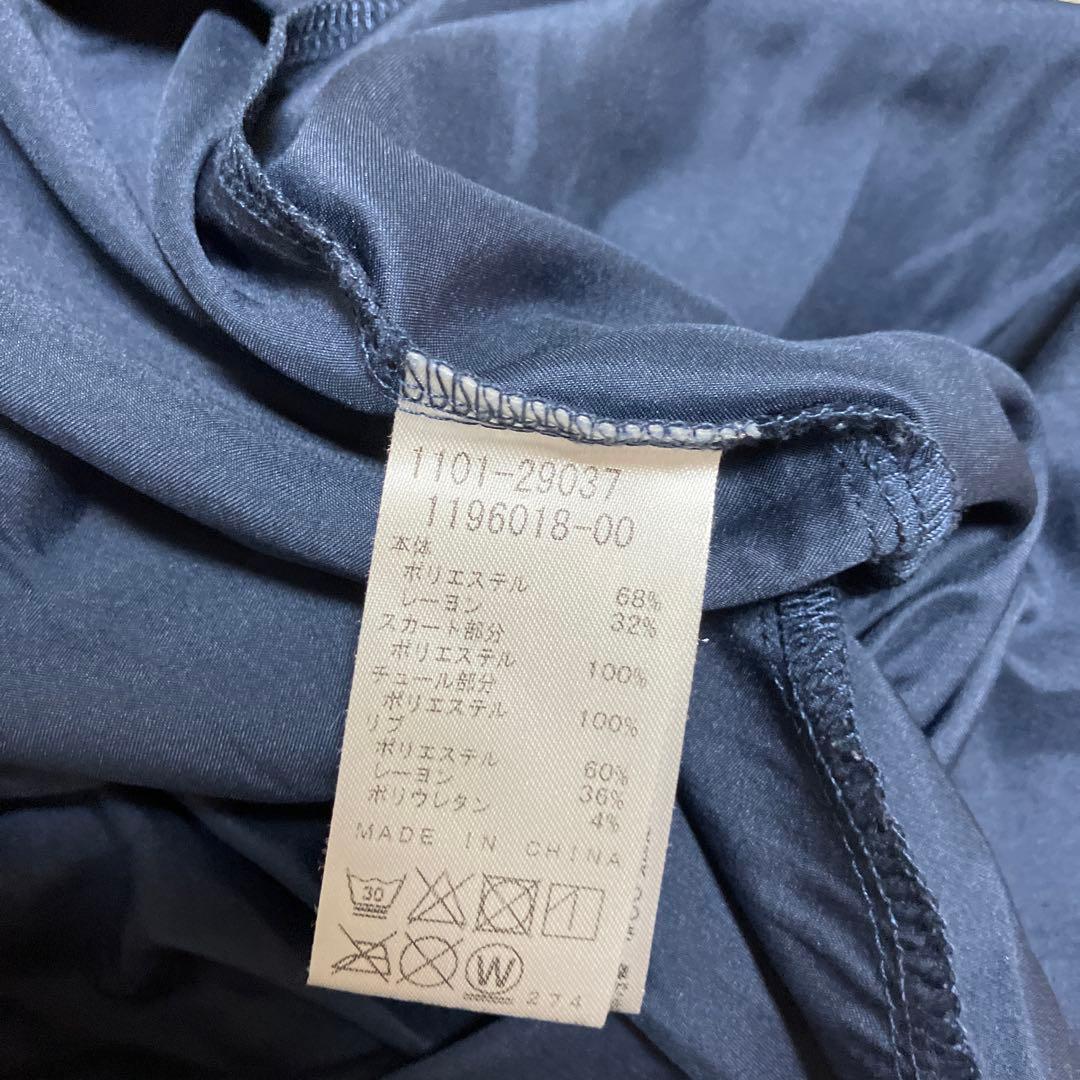 1101-29037
1196018-00
本体
ポリエステル 68%
レーヨン 32%
スカート部分
ポリエステル 100%
チュール部分
ポリエステル 100%
リブ
ポリエステル 60%
レーヨン 36%
ポリウレタン 4%
MADE IN CHINA
30
W
274